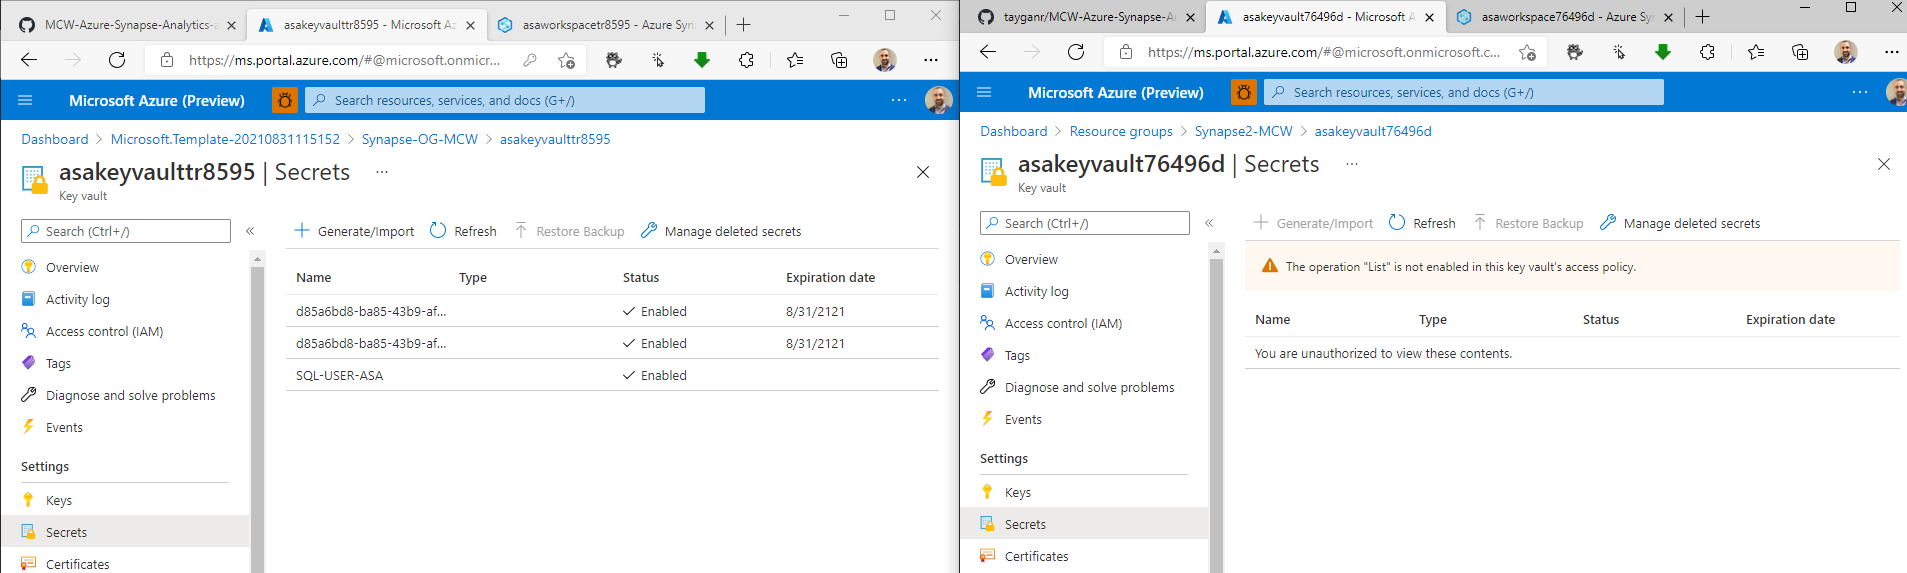 MCW-Azure-Synapse-Analytics-a
asakeyvaulttr8595 - Microsoft Az
asaworkspacetr8595 - Azure Syna
https://ms.portal.azure.com/#@microsoft.onmicr...
Microsoft Azure (Preview)
Search resources, services, and docs (G+/)
Dashboard > Microsoft.Template-20210831115152 > Synapse-OG-MCW > asakeyvaulttr8595
asakeyvaulttr8595 | Secrets
Key vault
Search (Ctrl+/)
Generate/Import
Refresh
Restore Backup
Manage deleted secrets
Overview
Activity log
Access control (IAM)
Tags
Diagnose and solve problems
Events
Settings
Keys
Secrets
Certificates
Name Type Status Expiration date
d85a6bd8-ba85-43b9-af... Enabled 8/31/2121
d85a6bd8-ba85-43b9-af... Enabled 8/31/2121
SQL-USER-ASA Enabled
tayganr/MCW-Azure-Synapse-A
asakeyvault76496d - Microsoft A
asaworkspace76496d - Azure Sy
https://ms.portal.azure.com/#@microsoft.onmicrosoft.c...
Microsoft Azure (Preview)
Search resources, services, and docs (G+/)
Dashboard > Resource groups > Synapse2-MCW > asakeyvault76496d
asakeyvault76496d | Secrets
Key vault
Search (Ctrl+/)
Generate/Import
Refresh
Restore Backup
Manage deleted secrets
Overview
Activity log
Access control (IAM)
Tags
Diagnose and solve problems
Events
Settings
Keys
Secrets
Certificates
The operation "List" is not enabled in this key vault's access policy.
Name Type Status Expiration date
You are unauthorized to view these contents.